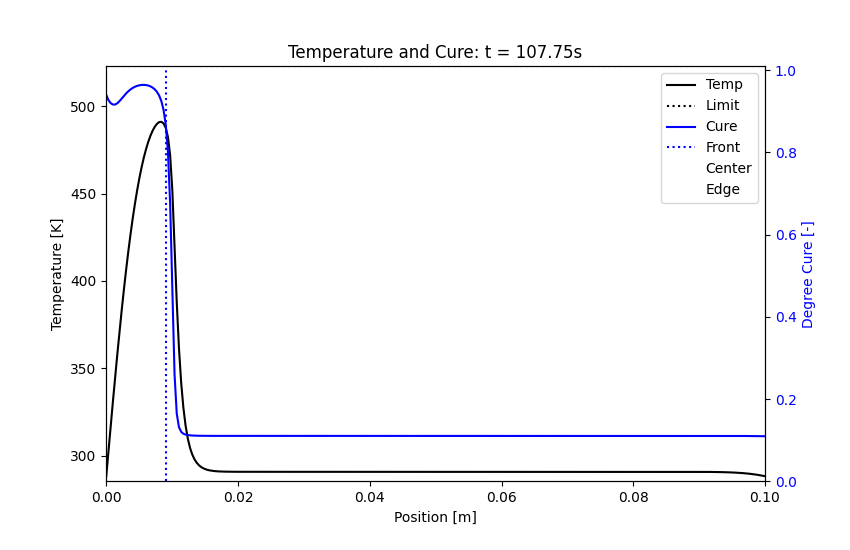 Temperature and Cure: t = 107.75s
Temp
Limit
Cure
Front
Center
Edge
500
450
400
350
300
Temperature [K]
1.0
0.8
0.6
0.4
0.2
0.0
Degree Cure [-]
0.00 0.02 0.04 0.06 0.08 0.10
Position [m]